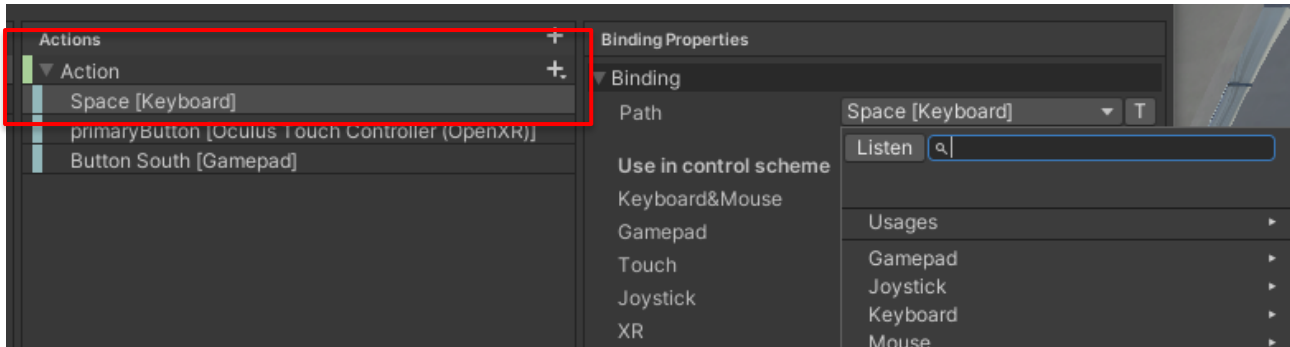 Actions +
Action +
Space [Keyboard]
primaryButton [Oculus Touch Controller (OpenXR)]
Button South [Gamepad]
Binding Properties
Binding
Path Space [Keyboard] T
Listen
Use in control scheme
Keyboard&Mouse
Gamepad
Touch
Joystick
XR
Usages
Gamepad
Joystick
Keyboard
Mouse